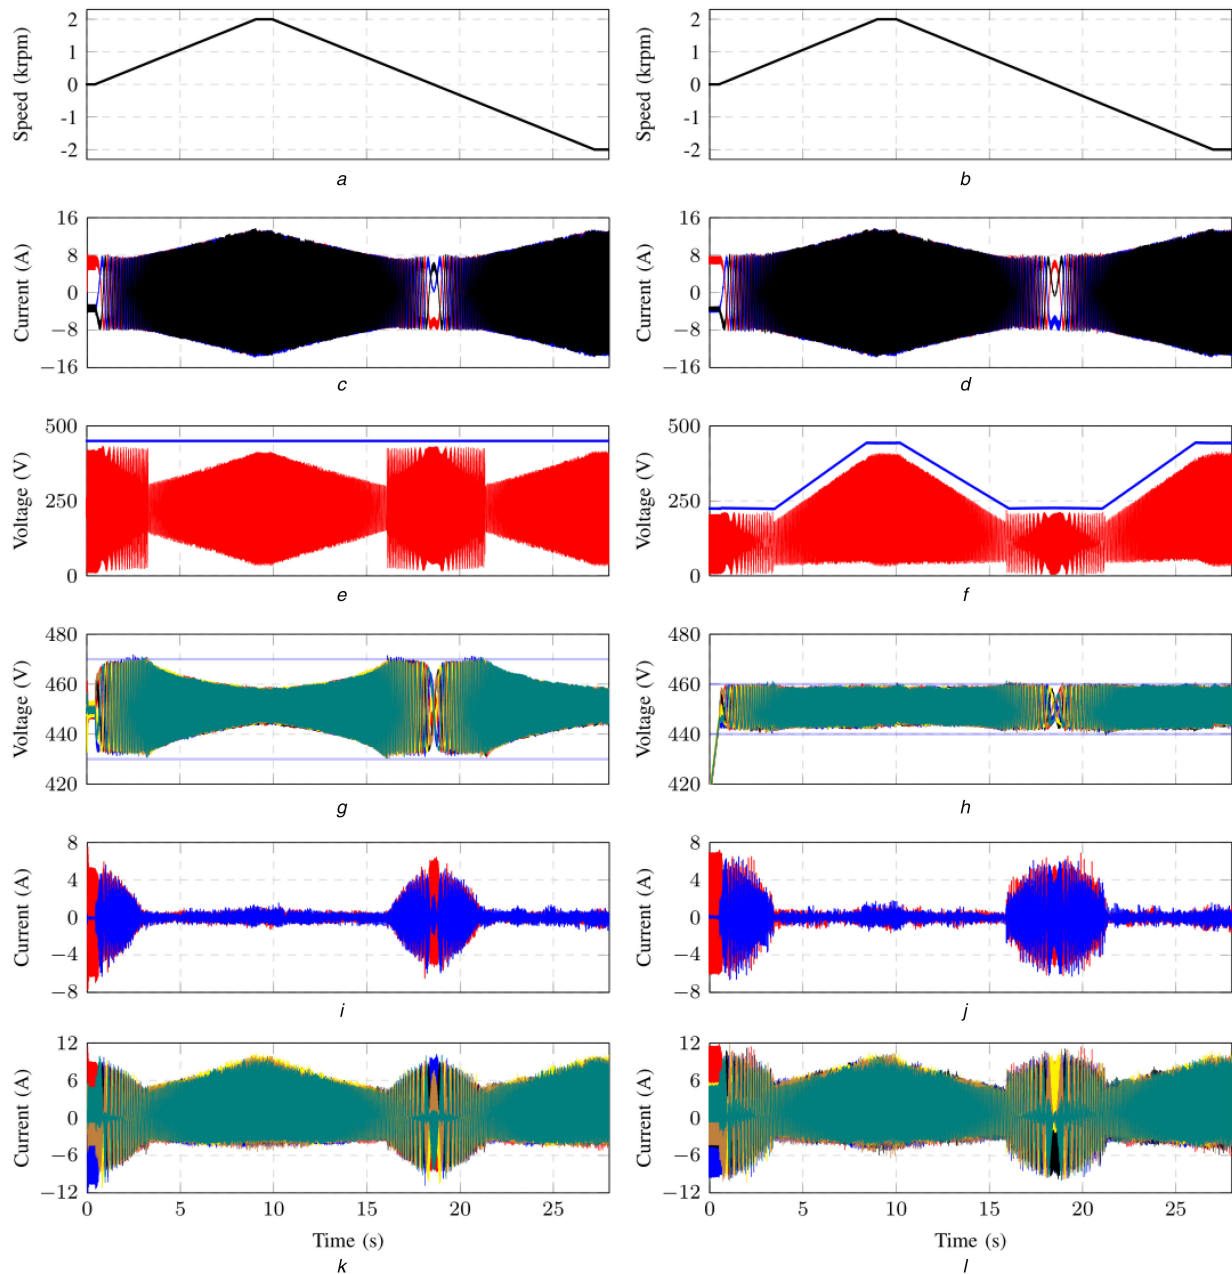 Speed (krpm)
2
1
0
-1
-2
a
Speed (krpm)
2
1
0
-1
-2
b
Current (A)
16
8
0
−8
−16
c
Current (A)
16
8
0
−8
−16
d
Voltage (V)
500
250
0
e
Voltage (V)
500
250
0
f
Voltage (V)
480
460
440
420
g
Voltage (V)
480
460
440
420
h
Current (A)
8
4
0
−4
−8
i
Current (A)
8
4
0
−4
−8
j
Current (A)
12
6
0
−6
−12
0 5 10 15 20 25
Time (s)
k
Current (A)
12
6
0
−6
−12
0 5 10 15 20 25
Time (s)
l